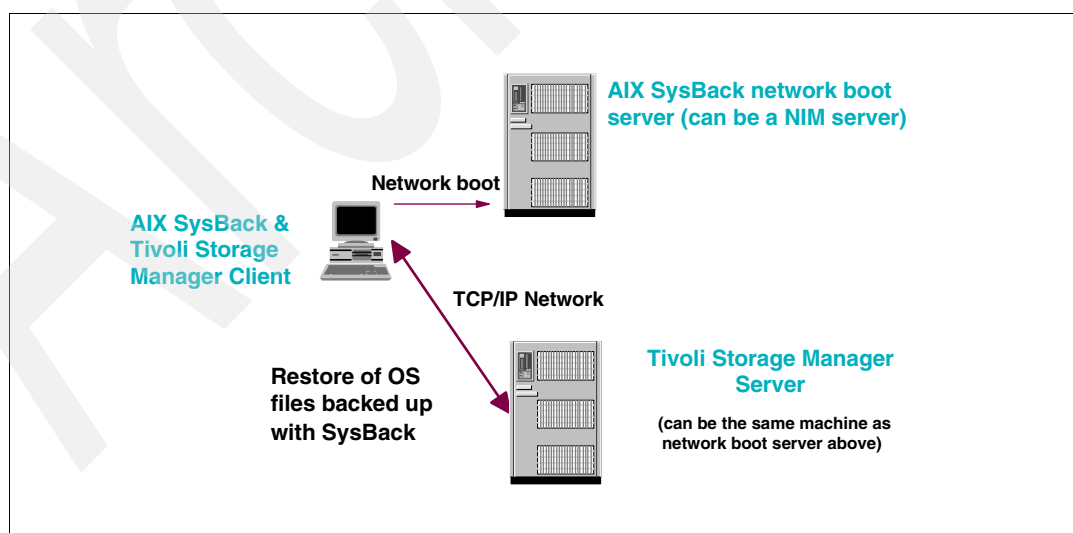 AIX SysBack network boot
server (can be a NIM server)
Network boot
AIX SysBack &
Tivoli Storage
Manager Client
TCP/IP Network
Restore of OS
files backed up
with SysBack
Tivoli Storage Manager
Server
(can be the same machine as
network boot server above)